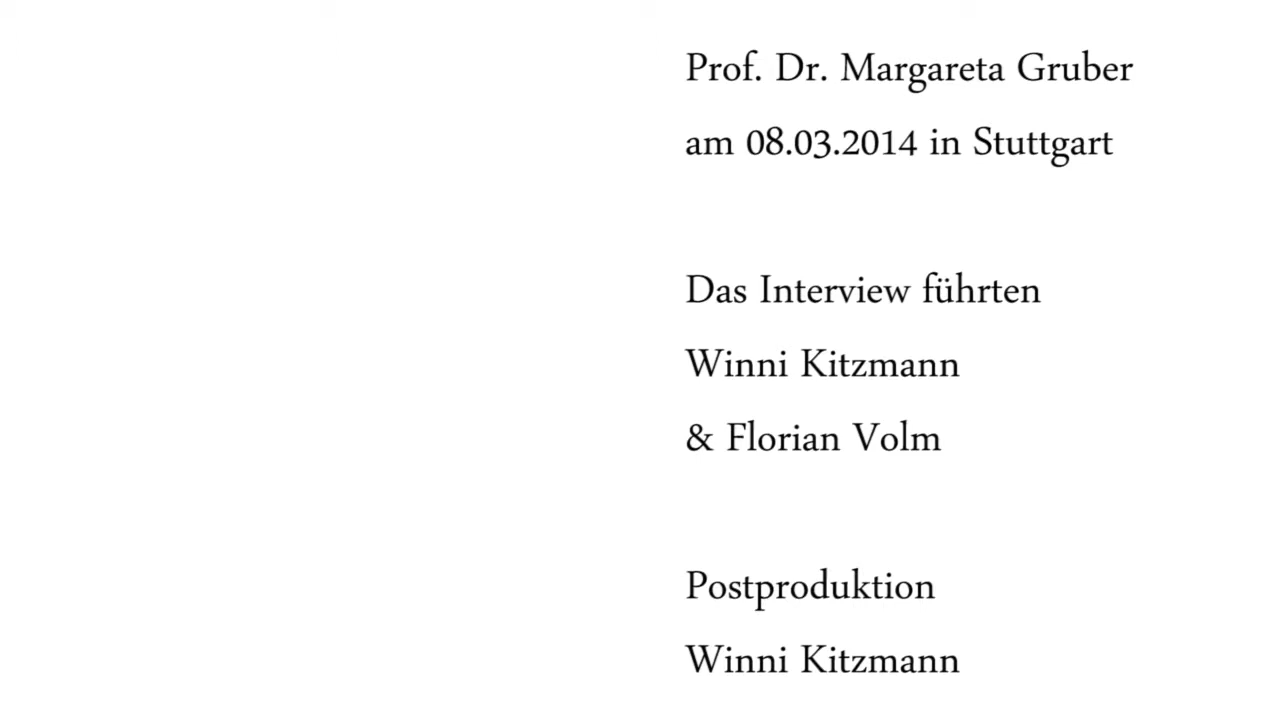 Prof. Dr. Margareta Gruber
am 08.03.2014 in Stuttgart
Das Interview führten
Winni Kitzmann
& Florian Volm
Postproduktion
Winni Kitzmann